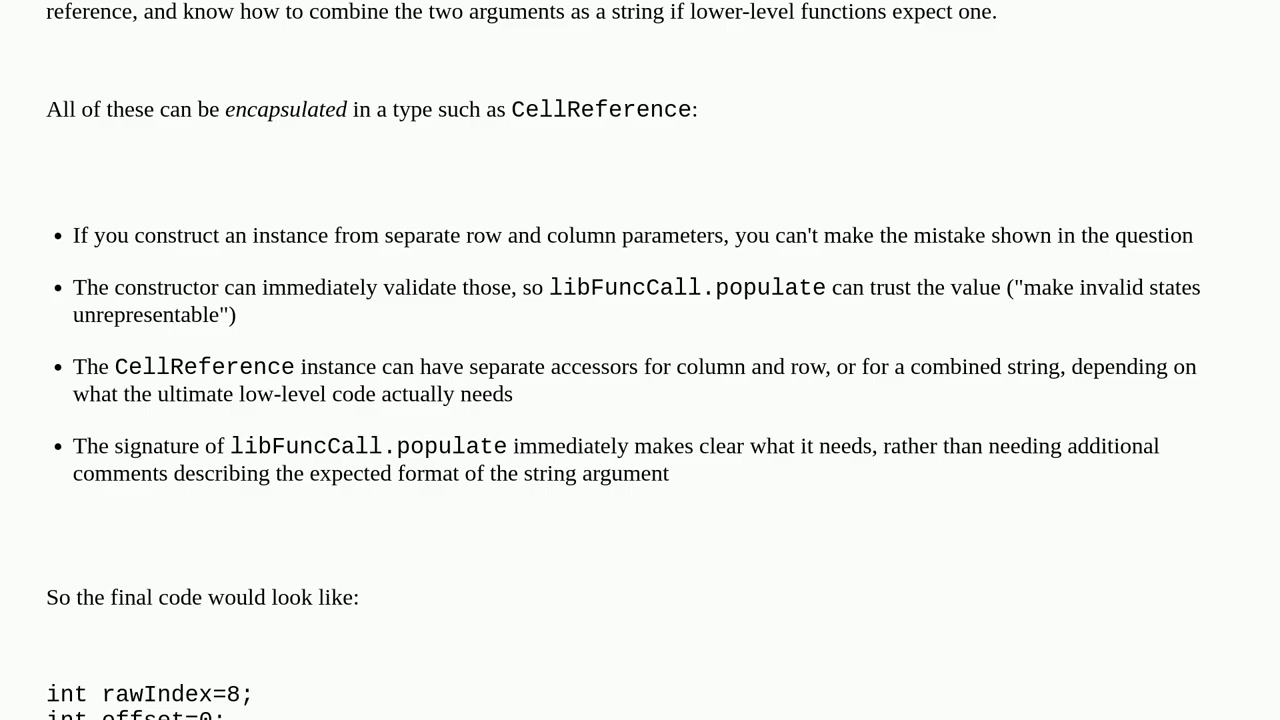 reference, and know how to combine the two arguments as a string if lower-level functions expect one.
All of these can be encapsulated in a type such as CellReference:
• If you construct an instance from separate row and column parameters, you can't make the mistake shown in the question
• The constructor can immediately validate those, so libFuncCall.populate can trust the value ("make invalid states
unrepresentable")
• The CellReference instance can have separate accessors for column and row, or for a combined string, depending on
what the ultimate low-level code actually needs
• The signature of libFuncCall.populate immediately makes clear what it needs, rather than needing additional
comments describing the expected format of the string argument
So the final code would look like:
int rawIndex=8;
int offset=0;